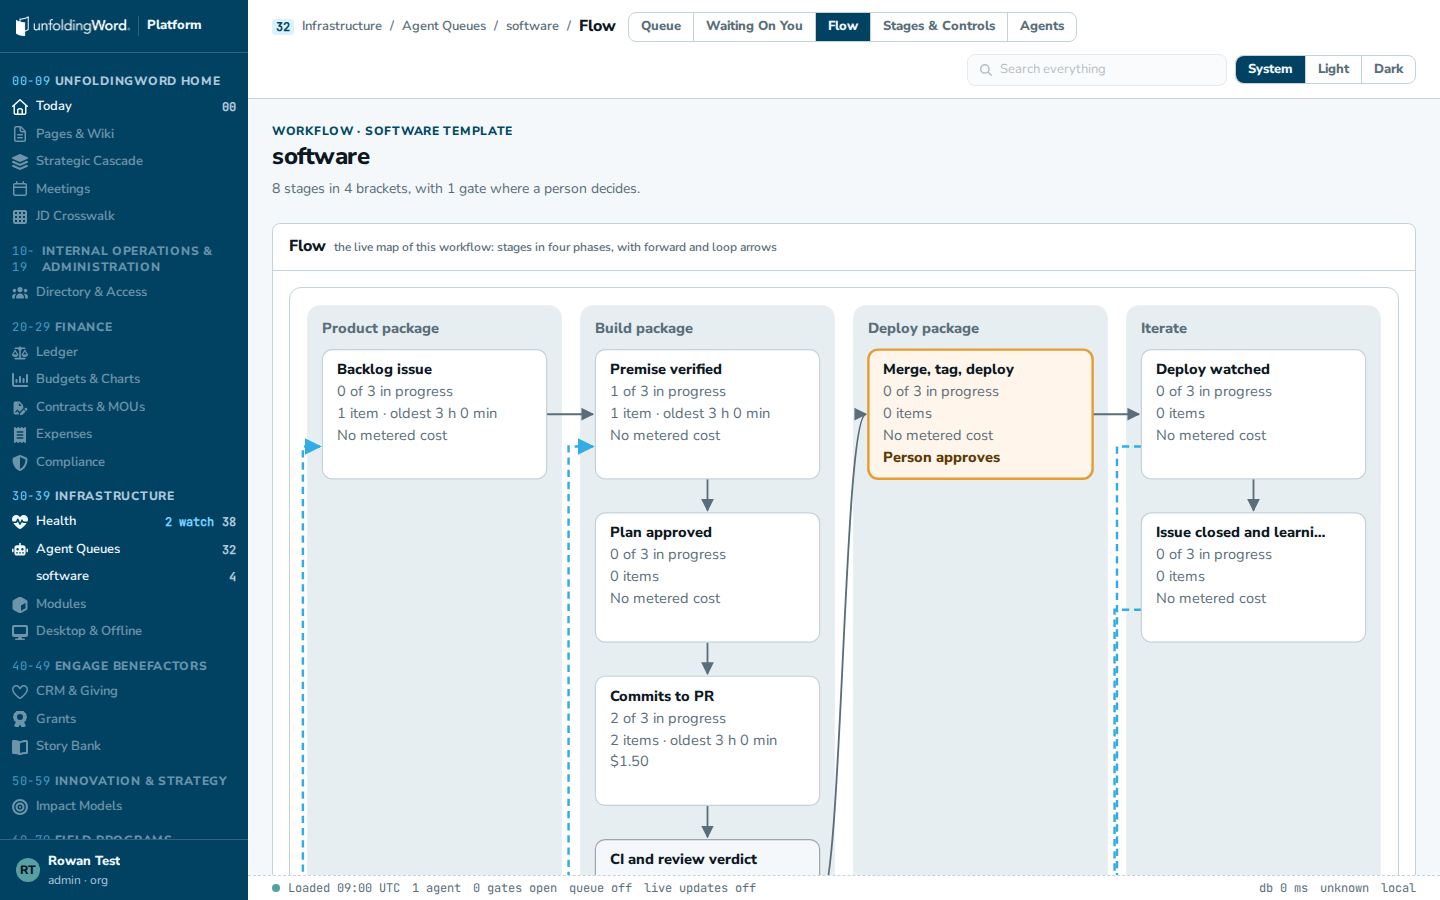 unfoldingWord Platform
00-09 UNFOLDINGWORD HOME
Today 00
Pages & Wiki
Strategic Cascade
Meetings
JD Crosswalk
10-19 INTERNAL OPERATIONS & ADMINISTRATION
Directory & Access
20-29 FINANCE
Ledger
Budgets & Charts
Contracts & MOUs
Expenses
Compliance
30-39 INFRASTRUCTURE
Health 2 watch 38
Agent Queues 32
software 4
Modules
Desktop & Offline
40-49 ENGAGE BENEFACTORS
CRM & Giving
Grants
Story Bank
50-59 INNOVATION & STRATEGY
Impact Models
60-70 FIELD PROGRAMS
RT Rowan Test
admin · org
32 Infrastructure / Agent Queues / software / Flow
Queue Waiting On You Flow Stages & Controls Agents
Search everything
System Light Dark
WORKFLOW · SOFTWARE TEMPLATE
software
8 stages in 4 brackets, with 1 gate where a person decides.
Flow the live map of this workflow: stages in four phases, with forward and loop arrows
Product package
Backlog issue
0 of 3 in progress
1 item · oldest 3 h 0 min
No metered cost
Build package
Premise verified
1 of 3 in progress
1 item · oldest 3 h 0 min
No metered cost
Plan approved
0 of 3 in progress
0 items
No metered cost
Commits to PR
2 of 3 in progress
2 items · oldest 3 h 0 min
$1.50
CI and review verdict
Deploy package
Merge, tag, deploy
0 of 3 in progress
0 items
No metered cost
Person approves
Iterate
Deploy watched
0 of 3 in progress
0 items
No metered cost
Issue closed and learni...
0 of 3 in progress
0 items
No metered cost
Loaded 09:00 UTC 1 agent 0 gates open queue off live updates off
db 0 ms unknown local